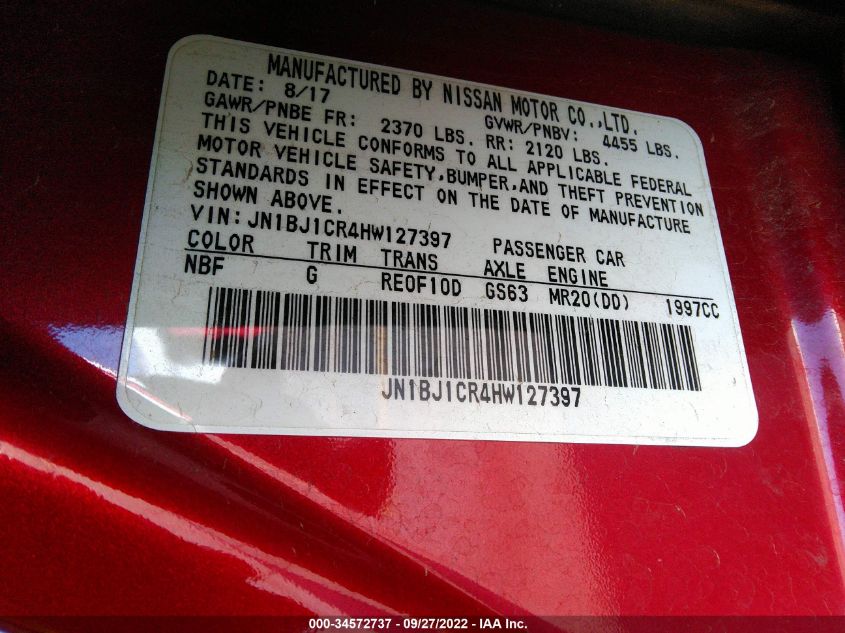 MANUFACTURED BY NISSAN MOTOR CO.,LTD.
DATE: 8/17 GVWR/PNBV: 4455 LBS.
GAWR/PNBE FR: 2370 LBS. RR: 2120 LBS.
THIS VEHICLE CONFORMS TO ALL APPLICABLE FEDERAL
MOTOR VEHICLE SAFETY,BUMPER,AND THEFT PREVENTION
STANDARDS IN EFFECT ON THE DATE OF MANUFACTURE
SHOWN ABOVE.
VIN: JN1BJ1CR4HW127397 PASSENGER CAR
COLOR TRIM TRANS AXLE ENGINE
NBF G RE0F10D GS63 MR20(DD) 1997CC
JN1BJ1CR4HW127397
000-34572737 - 09/27/2022 - IAA Inc.